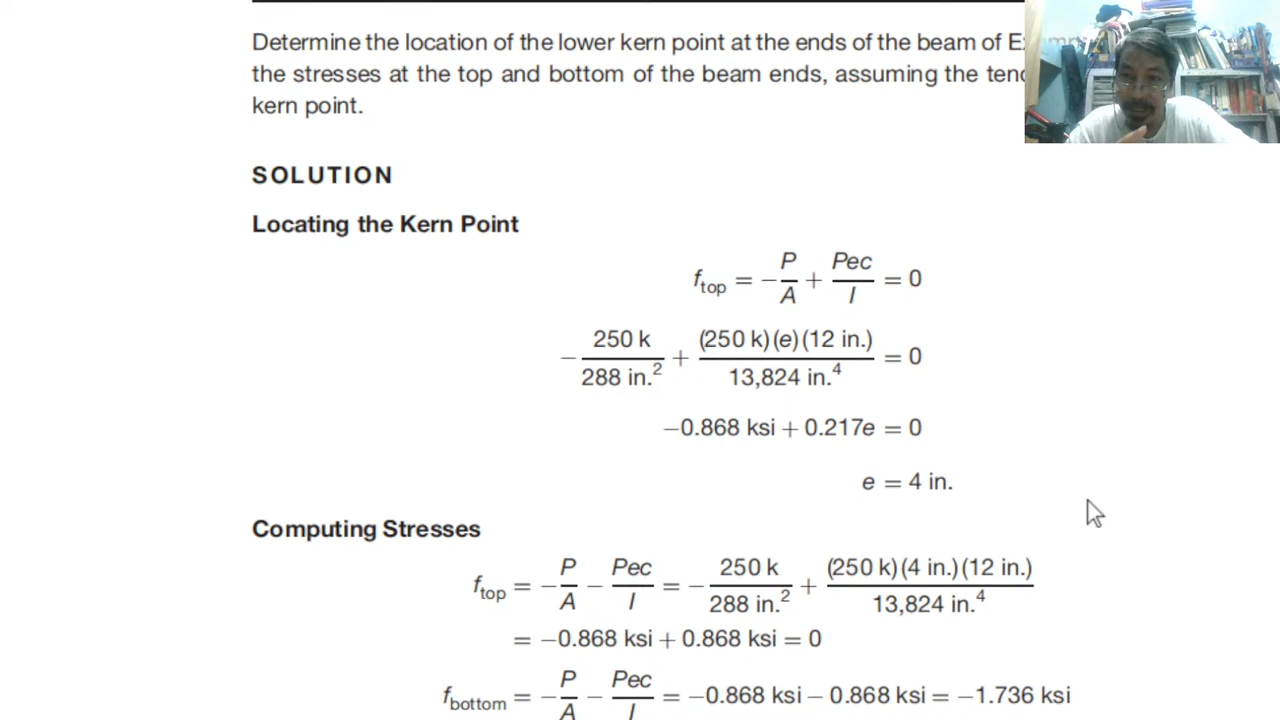 Determine the location of the lower kern point at the ends of the beam of
the stresses at the top and bottom of the beam ends, assuming the
kern point.
SOLUTION
Locating the Kern Point
f_top = −P/A + Pec/I = 0
−250 k/288 in.² + (250 k)(e)(12 in.)/13,824 in.⁴ = 0
−0.868 ksi + 0.217e = 0
e = 4 in.
Computing Stresses
f_top = −P/A − Pec/I = −250 k/288 in.² + (250 k)(4 in.)(12 in.)/13,824 in.⁴
= −0.868 ksi + 0.868 ksi = 0
f_bottom = −P/A − Pec/I = −0.868 ksi − 0.868 ksi = −1.736 ksi